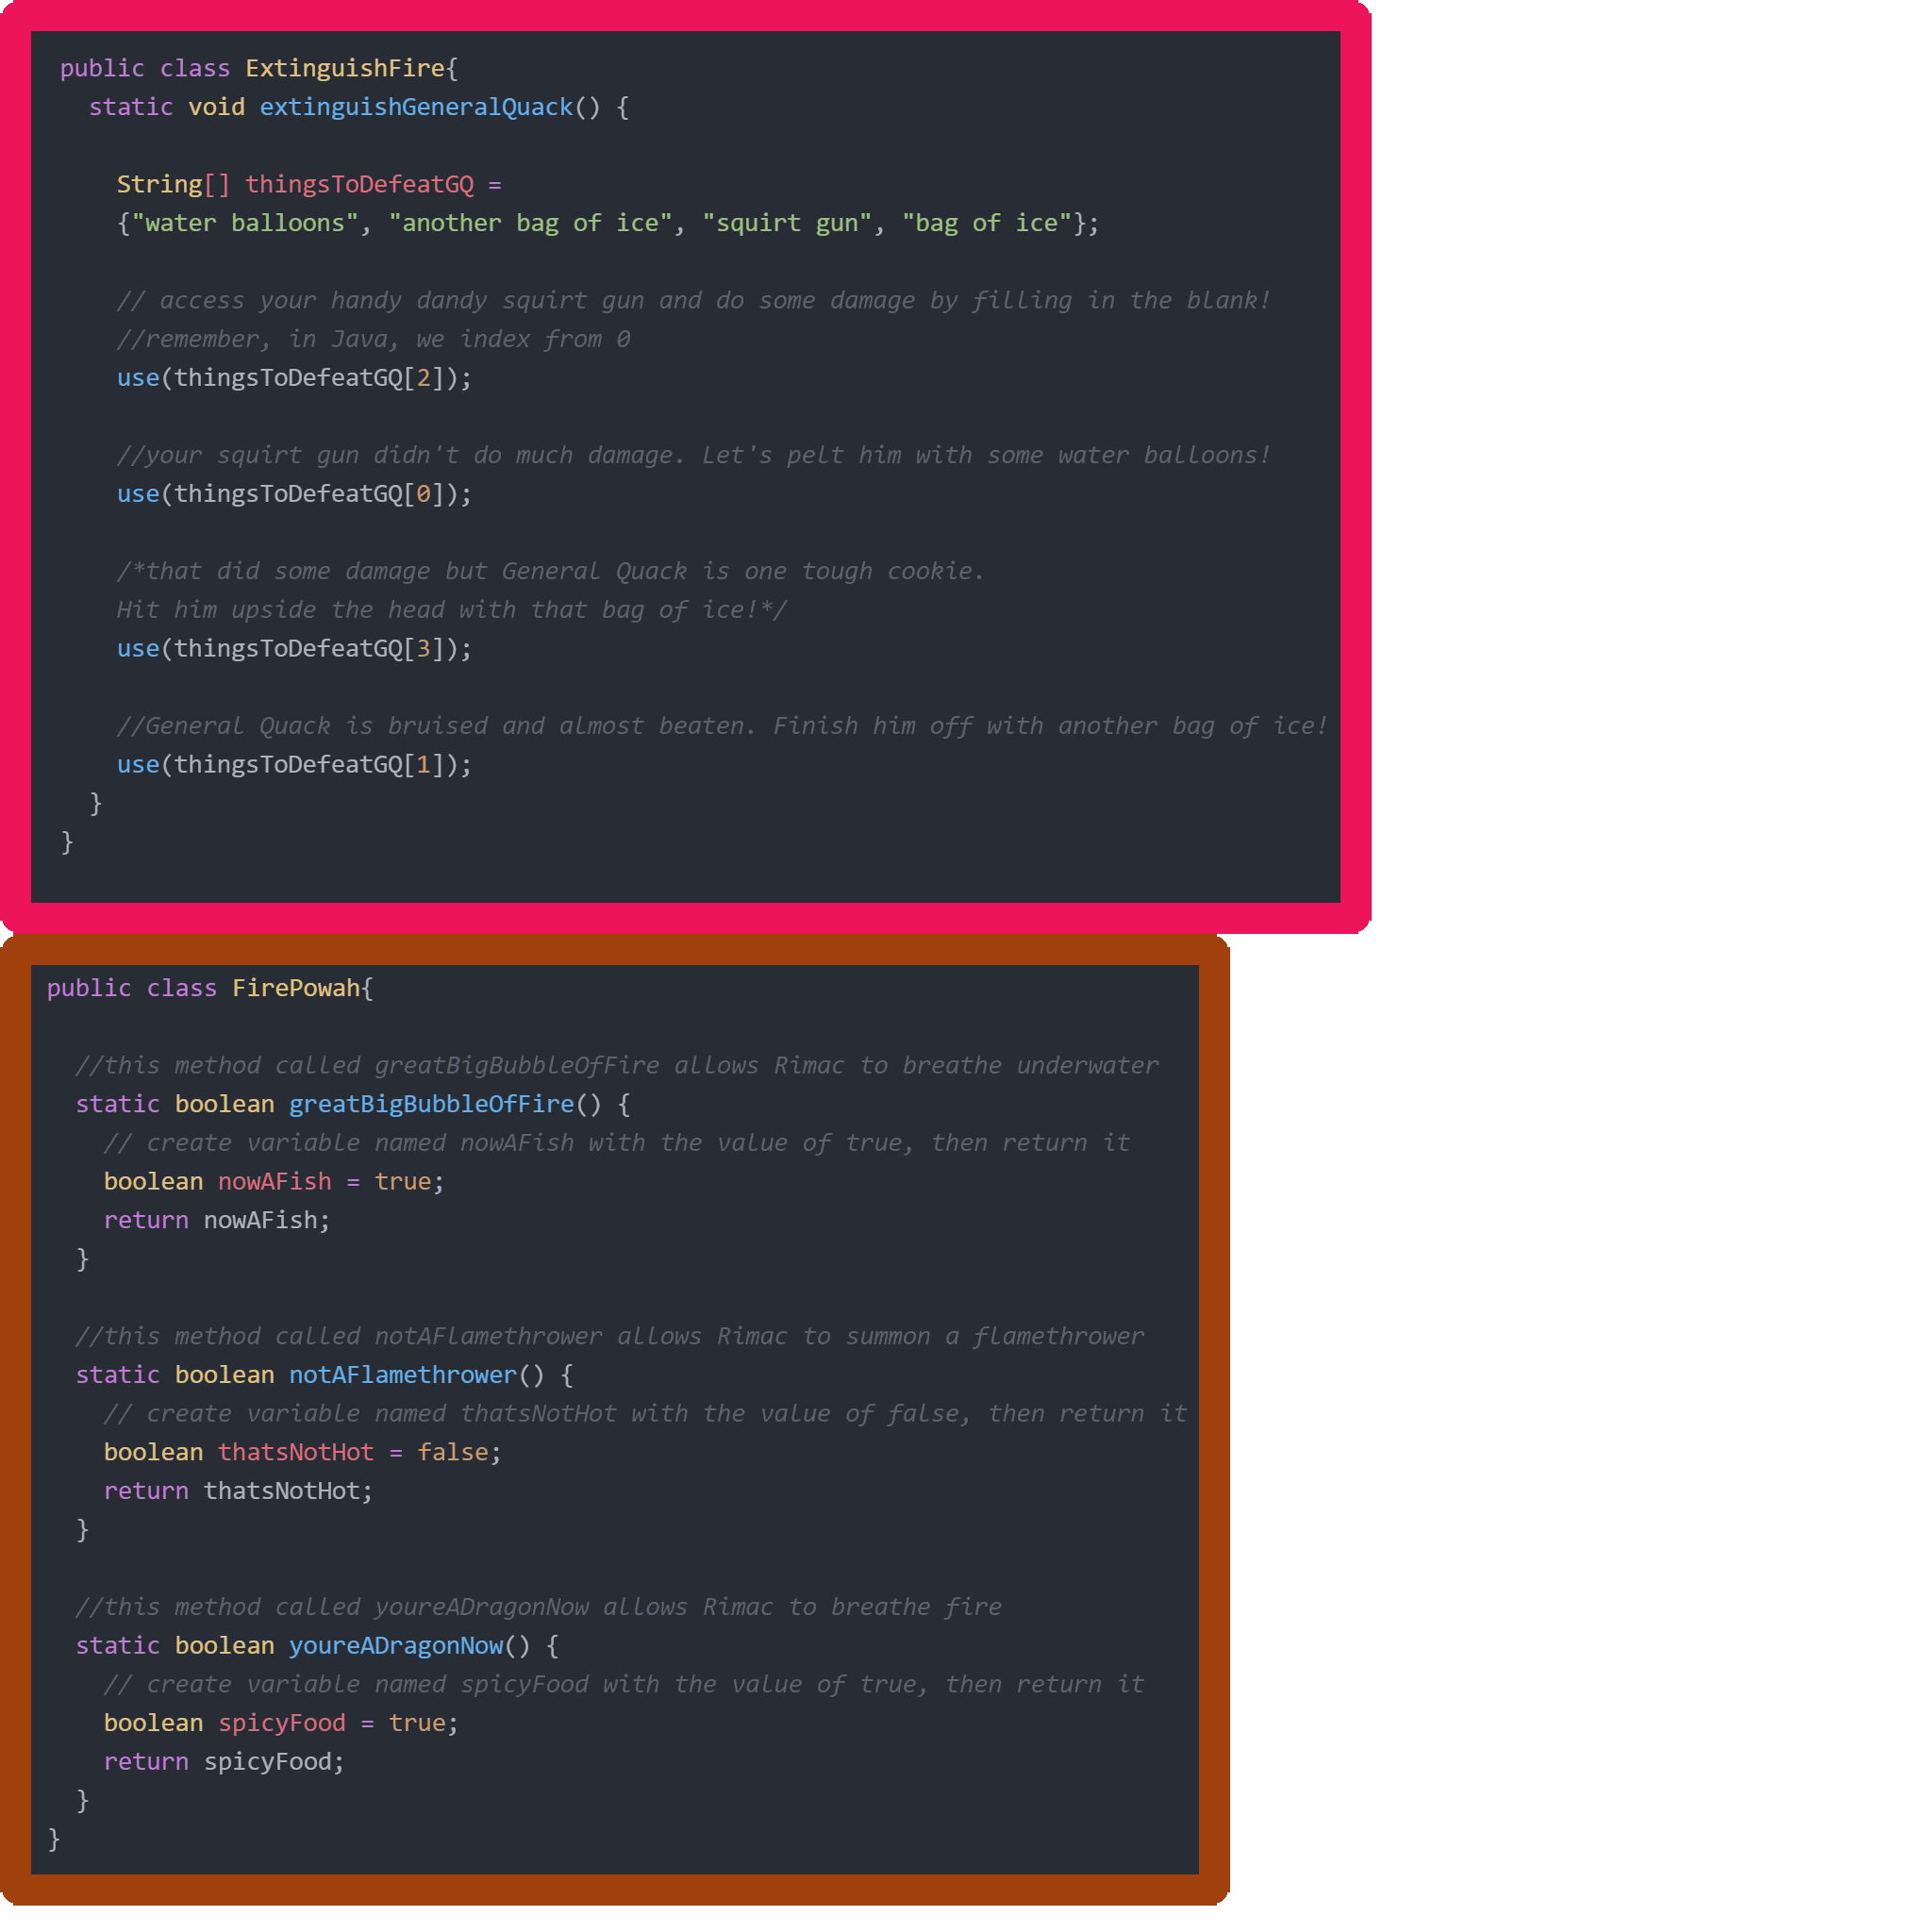 public class ExtinguishFire{
static void extinguishGeneralQuack() {
String[] thingsToDefeatGQ =
{"water balloons", "another bag of ice", "squirt gun", "bag of ice"};
// access your handy dandy squirt gun and do some damage by filling in the blank!
//remember, in Java, we index from 0
use(thingsToDefeatGQ[2]);
//your squirt gun didn't do much damage. Let's pelt him with some water balloons!
use(thingsToDefeatGQ[0]);
/*that did some damage but General Quack is one tough cookie.
Hit him upside the head with that bag of ice!*/
use(thingsToDefeatGQ[3]);
//General Quack is bruised and almost beaten. Finish him off with another bag of ice!
use(thingsToDefeatGQ[1]);
}
}
public class FirePowah{
//this method called greatBigBubbleOfFire allows Rimac to breathe underwater
static boolean greatBigBubbleOfFire() {
// create variable named nowAFish with the value of true, then return it
boolean nowAFish = true;
return nowAFish;
}
//this method called notAFlamethrower allows Rimac to summon a flamethrower
static boolean notAFlamethrower() {
// create variable named thatsNotHot with the value of false, then return it
boolean thatsNotHot = false;
return thatsNotHot;
}
//this method called youreADragonNow allows Rimac to breathe fire
static boolean youreADragonNow() {
// create variable named spicyFood with the value of true, then return it
boolean spicyFood = true;
return spicyFood;
}
}